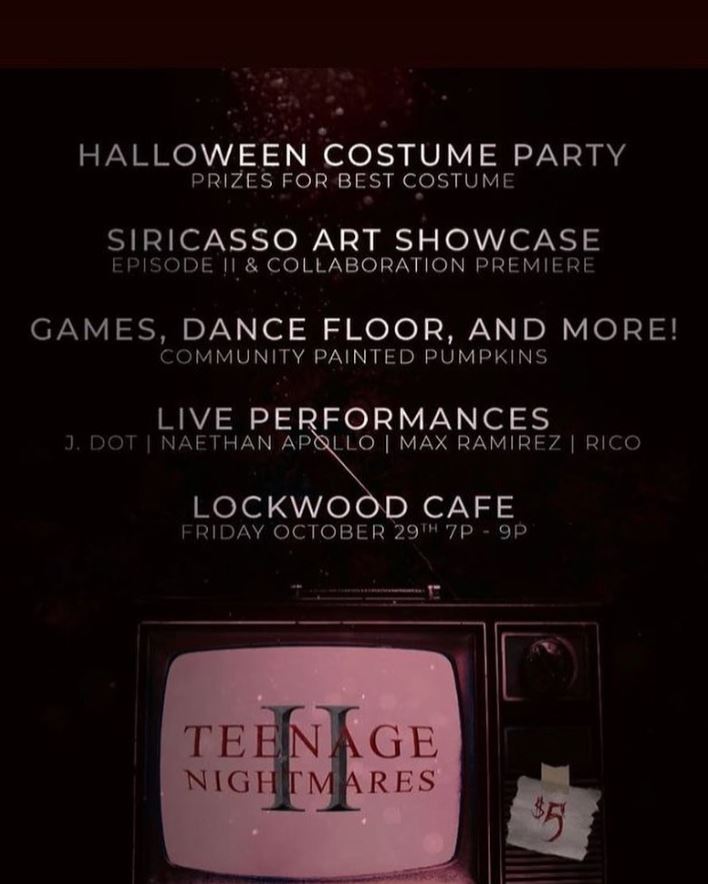 HALLOWEEN COSTUME PARTY
PRIZES FOR BEST COSTUME
SIRICASSO ART SHOWCASE
EPISODE II & COLLABORATION PREMIERE
GAMES, DANCE FLOOR, AND MORE!
COMMUNITY PAINTED PUMPKINS
LIVE PERFORMANCES
J. DOT | NAETHAN APOLLO | MAX RAMIREZ | RICO
LOCKWOOD CAFE
FRIDAY OCTOBER 29TH 7P - 9P
II
TEENAGE
NIGHTMARES
$5